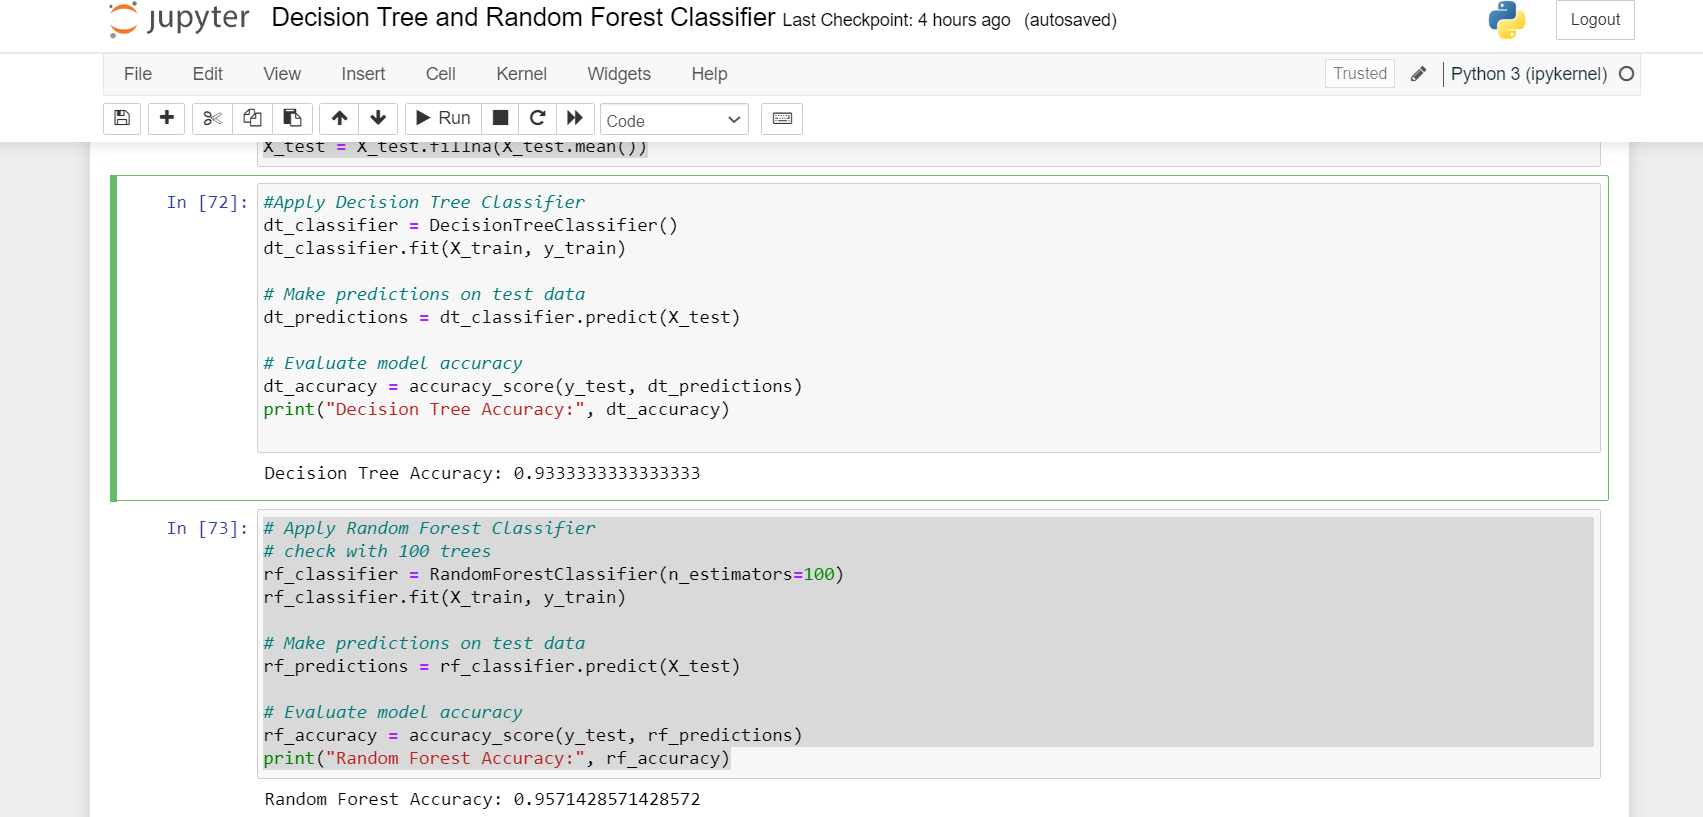 jupyter Decision Tree and Random Forest Classifier Last Checkpoint: 4 hours ago (autosaved) Logout
File Edit View Insert Cell Kernel Widgets Help Trusted Python 3 (ipykernel)
Run Code
X_test = X_test.fillna(X_test.mean())
In [72]: #Apply Decision Tree Classifier
dt_classifier = DecisionTreeClassifier()
dt_classifier.fit(X_train, y_train)
# Make predictions on test data
dt_predictions = dt_classifier.predict(X_test)
# Evaluate model accuracy
dt_accuracy = accuracy_score(y_test, dt_predictions)
print("Decision Tree Accuracy:", dt_accuracy)
Decision Tree Accuracy: 0.9333333333333333
In [73]: # Apply Random Forest Classifier
# check with 100 trees
rf_classifier = RandomForestClassifier(n_estimators=100)
rf_classifier.fit(X_train, y_train)
# Make predictions on test data
rf_predictions = rf_classifier.predict(X_test)
# Evaluate model accuracy
rf_accuracy = accuracy_score(y_test, rf_predictions)
print("Random Forest Accuracy:", rf_accuracy)
Random Forest Accuracy: 0.9571428571428572